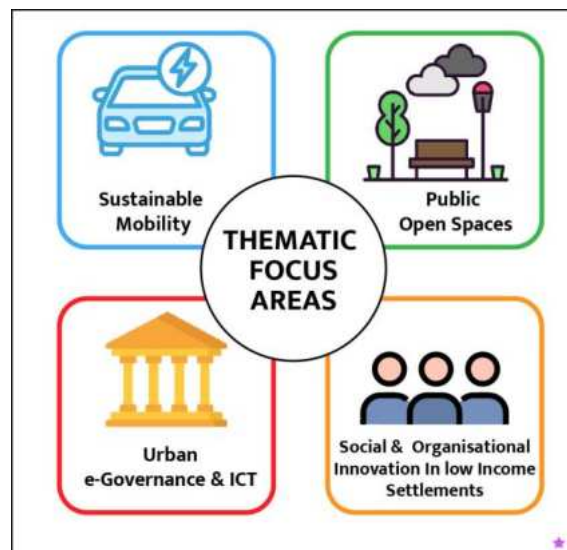 Sustainable
Mobility
Public
Open Spaces
THEMATIC
FOCUS
AREAS
Urban
e-Governance & ICT
Social & Organisational
Innovation In low Income
Settlements